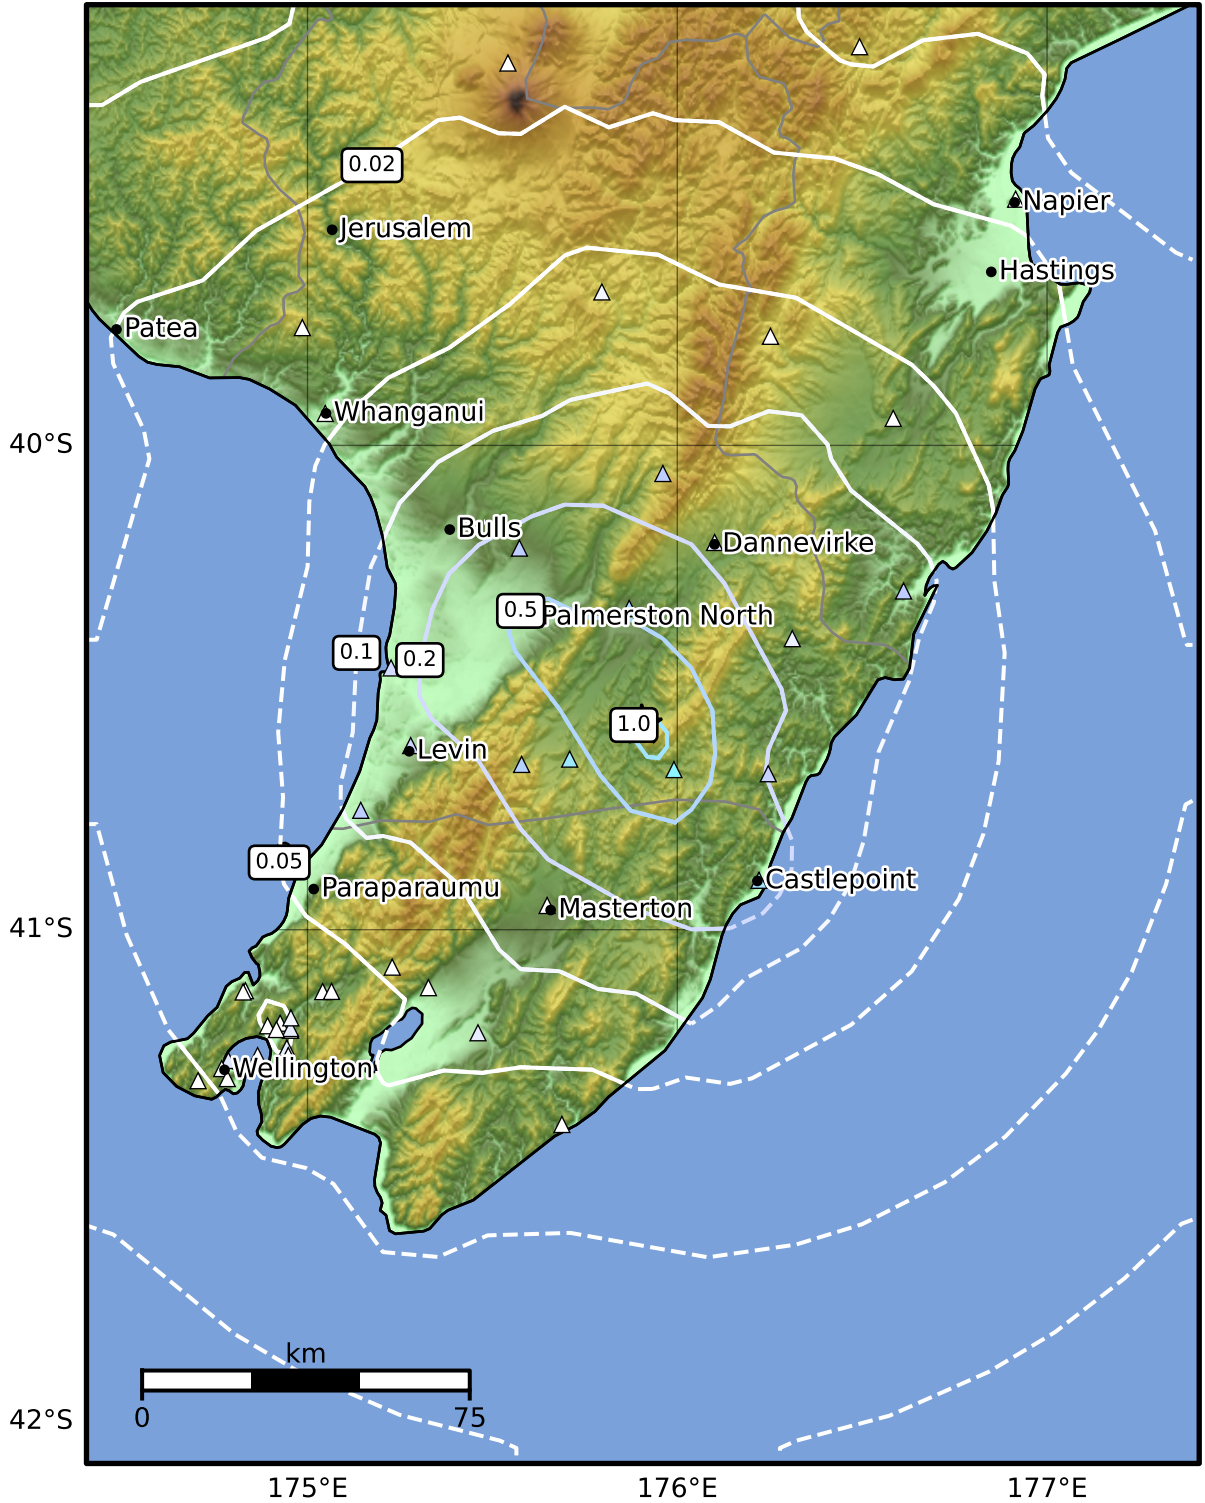 0.02
Napier
Jerusalem
Hastings
Patea
Whanganui
40°S
Bulls
Dannevirke
0.5
Palmerston North
0.1
0.2
1.0
Levin
0.05
Castlepoint
Paraparaumu
Masterton
41°S
Wellington
km
0
75
42°S
175°E
176°E
177°E